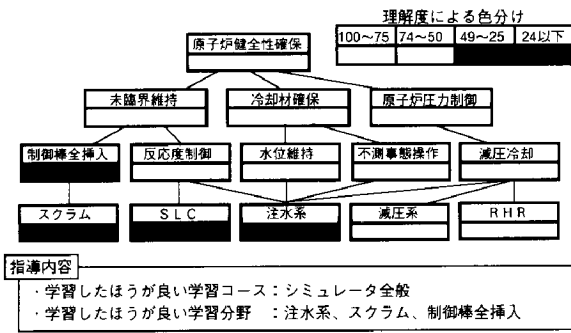 理解度による色分け
100～75 74～50 49～25 24以下
原子炉健全性確保
未臨界維持 冷却材確保 原子炉圧力制御
制御棒全挿入 反応度制御 水位維持 不測事態操作 減圧冷却
スクラム SLC 注水系 減圧系 RHR
指導内容
・学習したほうが良い学習コース：シミュレータ全般
・学習したほうが良い学習分野 ：注水系、スクラム、制御棒全挿入